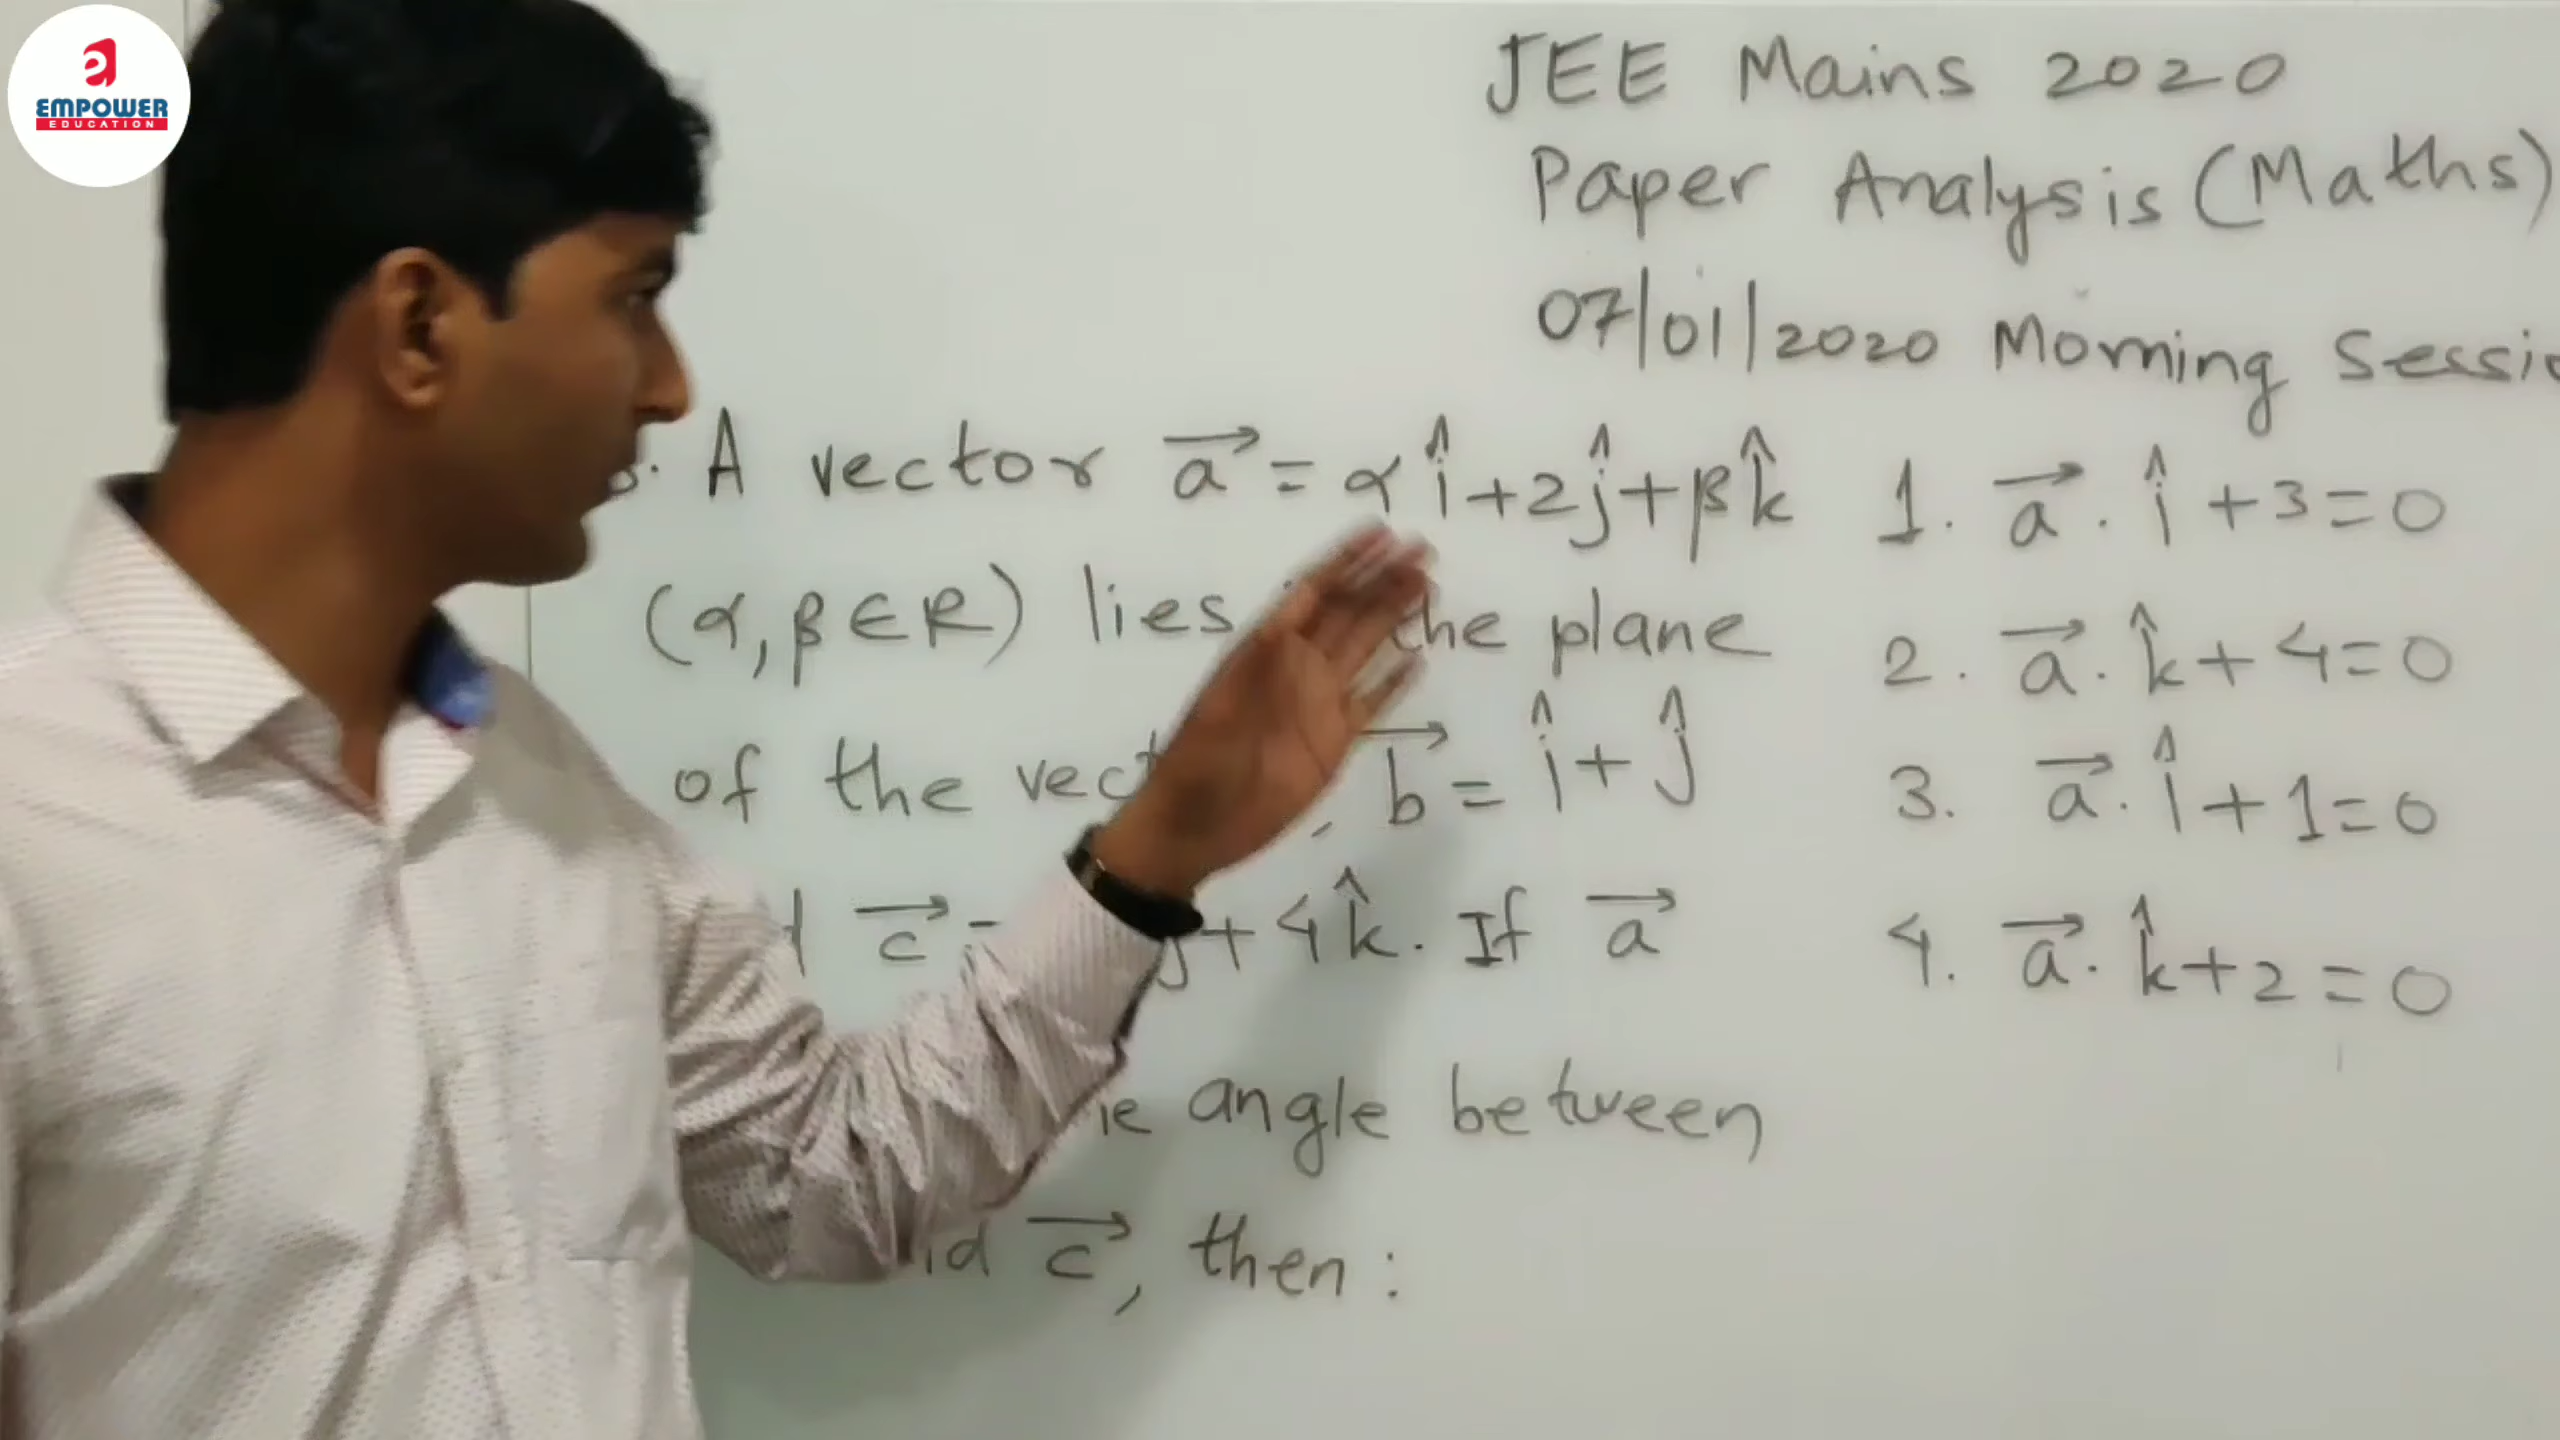 EMPOWER
EDUCATION
JEE Mains 2020
Paper Analysis (Maths)
07/01/2020 Morning
A vector a⃗ = αî+2ĵ+βk̂
(α, β ∈ R) lies the plane
of the b⃗ = î+ĵ
c⃗ +4k̂. If a⃗
angle between
c⃗, then:
1. a⃗. î +3=0
2. a⃗. k̂+4=0
3. a⃗. î+1=0
4. a⃗. k̂+2=0